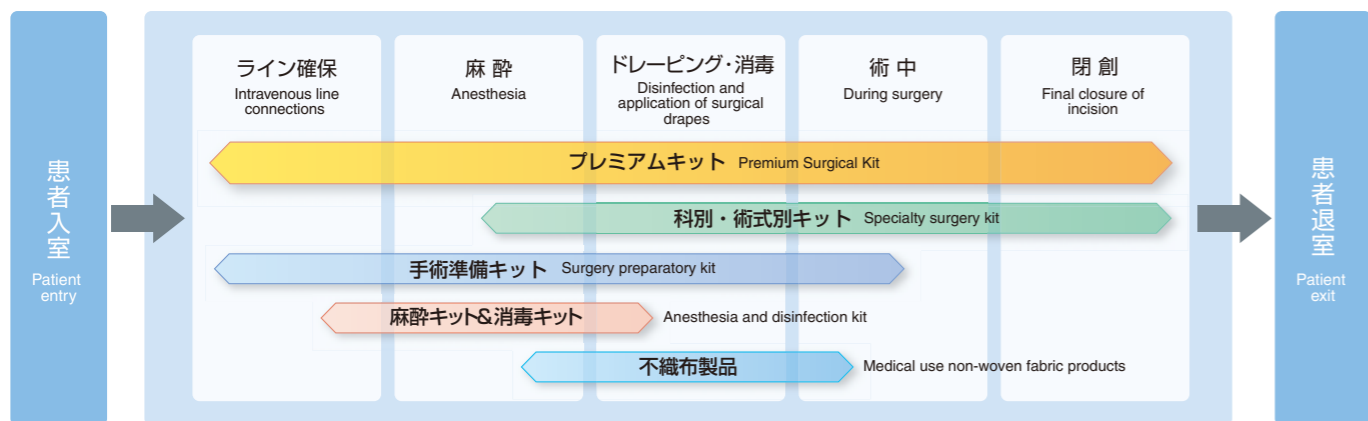 患者入室
Patient
entry
ライン確保
Intravenous line
connections
麻 酔
Anesthesia
ドレーピング・消毒
Disinfection and
application of surgical
drapes
術 中
During surgery
閉 創
Final closure of
incision
プレミアムキット Premium Surgical Kit
科別・術式別キット Specialty surgery kit
手術準備キット Surgery preparatory kit
麻酔キット&消毒キット Anesthesia and disinfection kit
不織布製品 Medical use non-woven fabric products
患者退室
Patient
exit